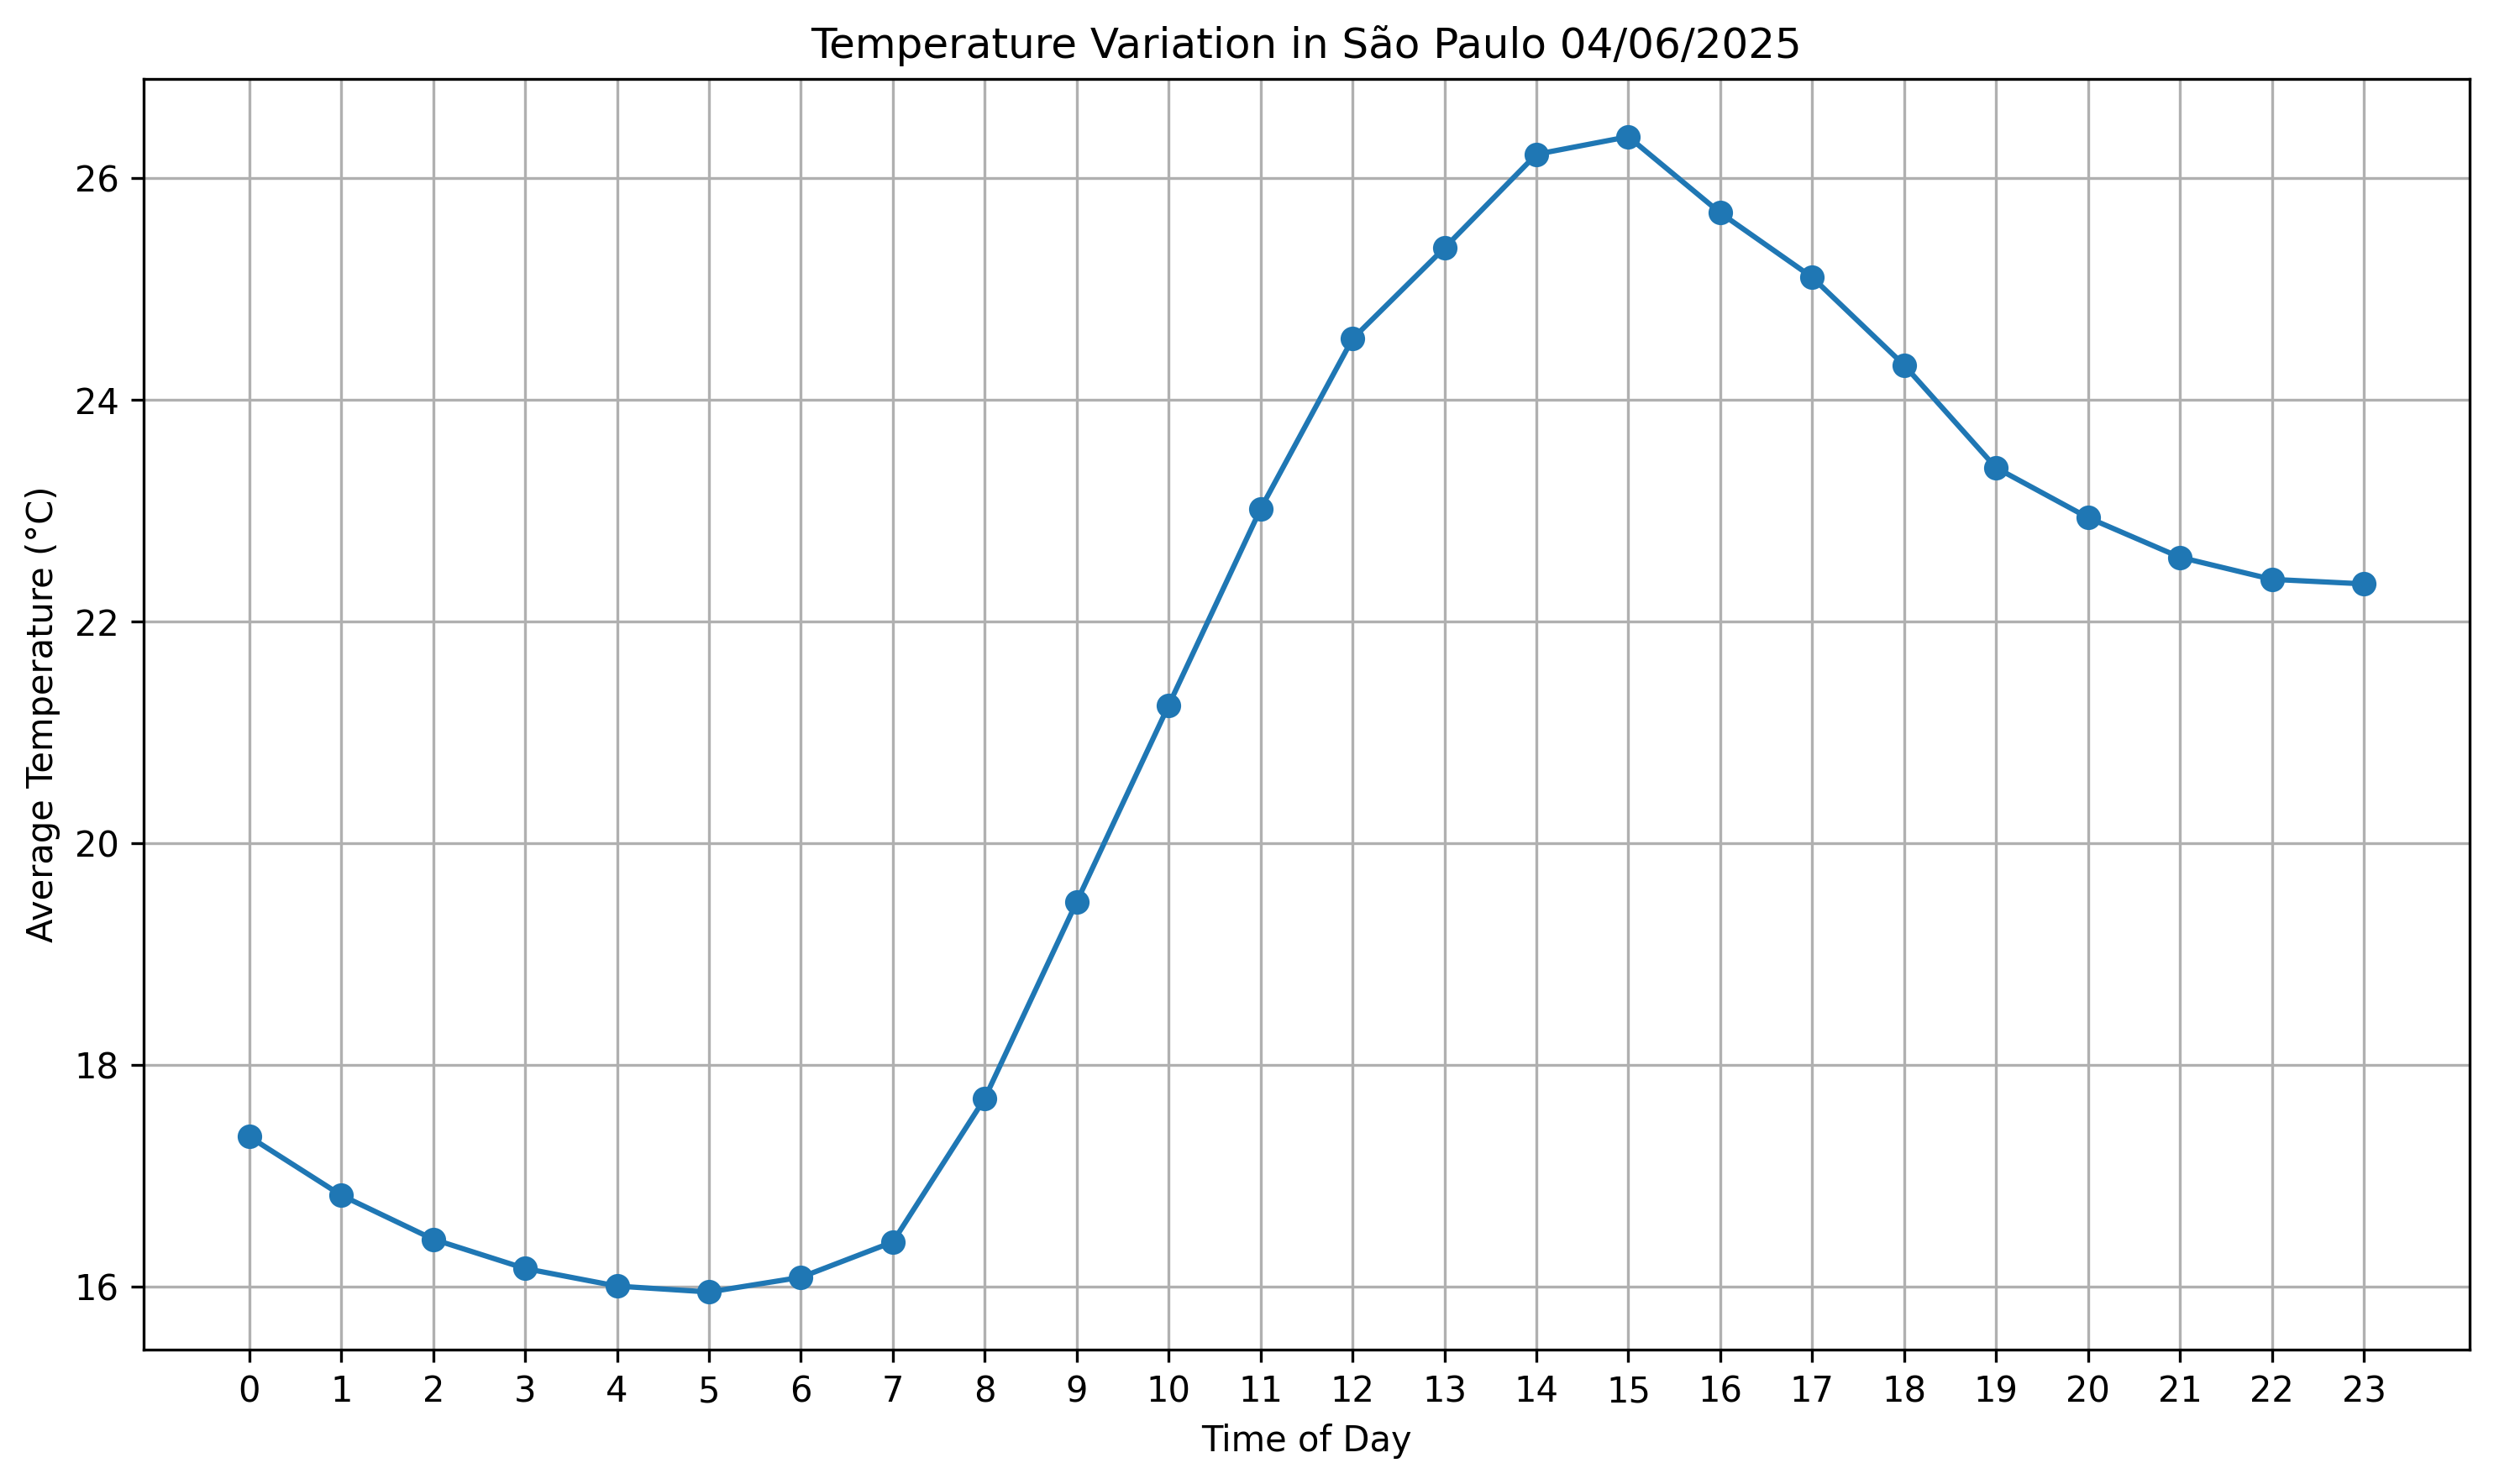 Temperature Variation in São Paulo 04/06/2025
Average Temperature (°C)
26
24
22
20
18
16
0 1 2 3 4 5 6 7 8 9 10 11 12 13 14 15 16 17 18 19 20 21 22 23
Time of Day